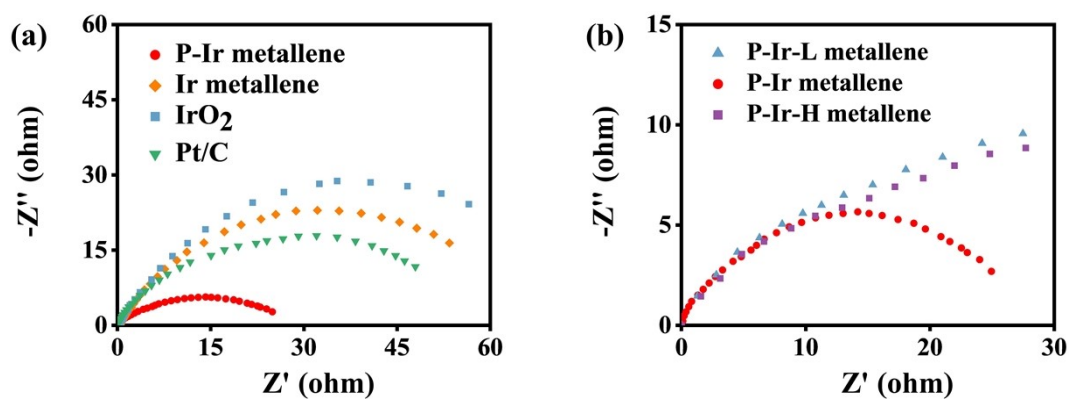 (a)
60
45
30
15
0
-Z'' (ohm)
P-Ir metallene
Ir metallene
IrO2
Pt/C
0 15 30 45 60
Z' (ohm)
(b)
15
10
5
0
-Z'' (ohm)
P-Ir-L metallene
P-Ir metallene
P-Ir-H metallene
0 10 20 30
Z' (ohm)